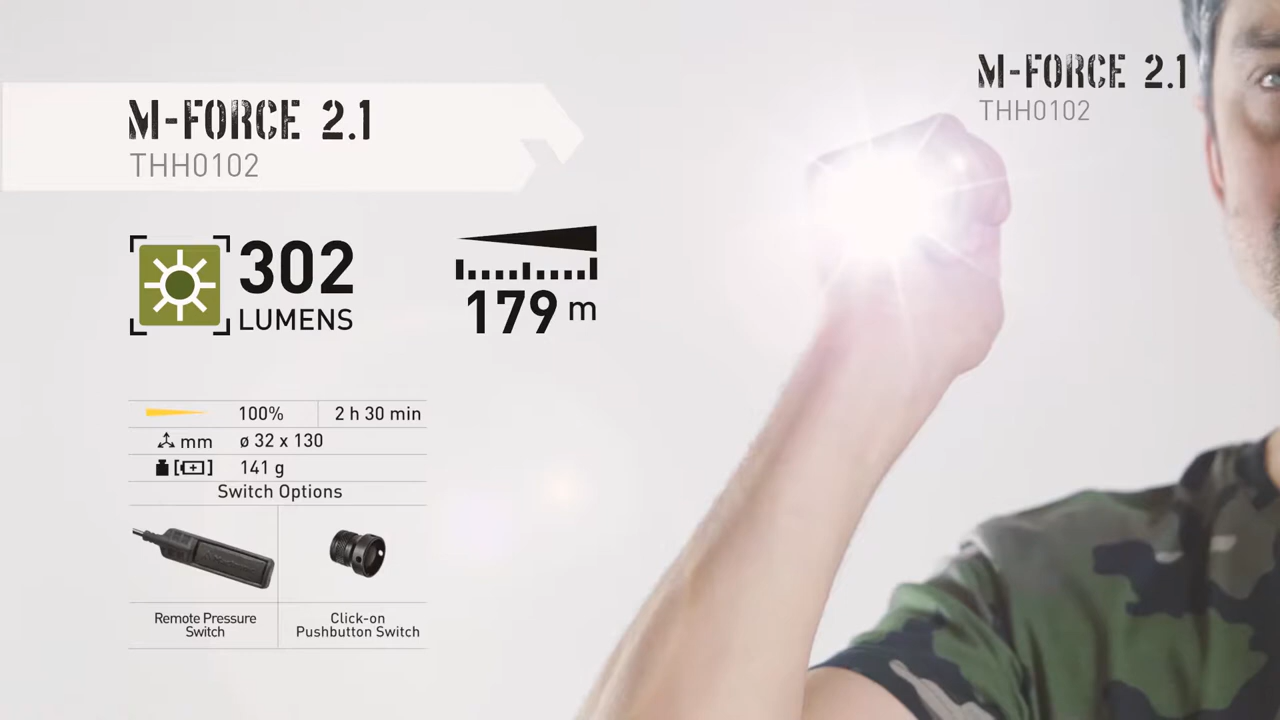 M-FORCE 2.1
THH0102
M-FORCE 2.1
THH0102
302
LUMENS
179 m
100% 2 h 30 min
mm ø 32 x 130
141 g
Switch Options
Remote Pressure
Switch
Click-on
Pushbutton Switch